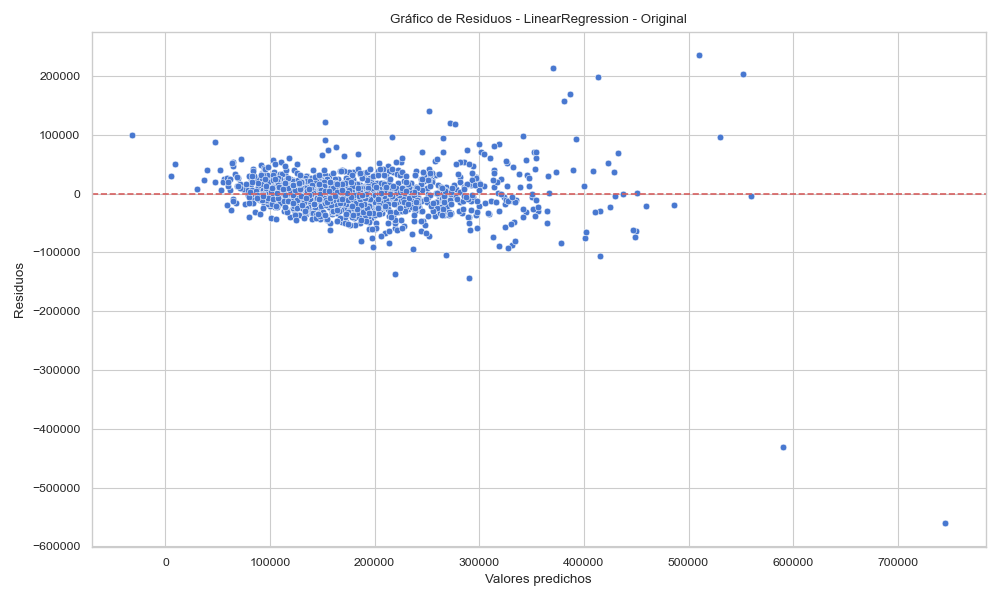 Gráfico de Residuos - LinearRegression - Original
Residuos
200000
100000
0
−100000
−200000
−300000
−400000
−500000
−600000
0 100000 200000 300000 400000 500000 600000 700000
Valores predichos